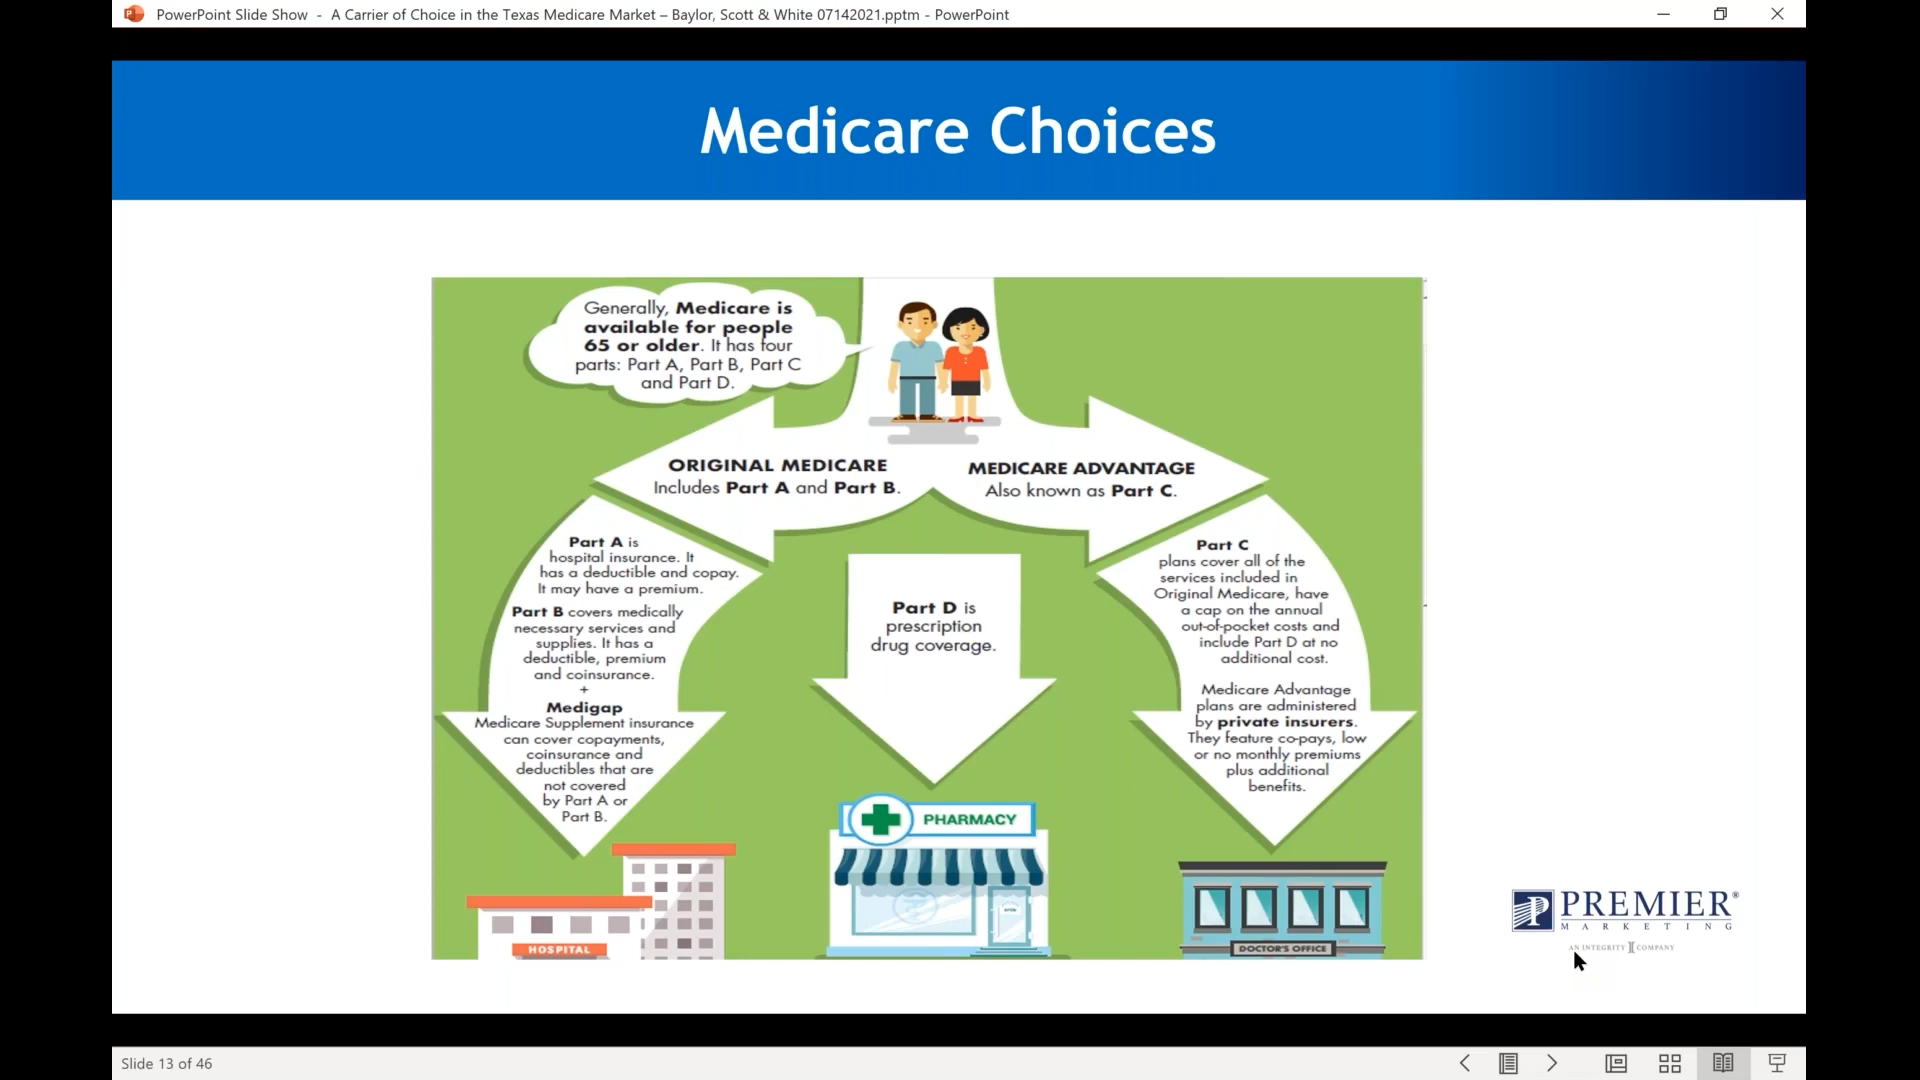 PowerPoint Slide Show - A Carrier of Choice in the Texas Medicare Market – Baylor, Scott & White 07142021.pptm - PowerPoint
Medicare Choices
Generally, Medicare is
available for people
65 or older. It has four
parts: Part A, Part B, Part C
and Part D.
ORIGINAL MEDICARE
Includes Part A and Part B.
MEDICARE ADVANTAGE
Also known as Part C.
Part A is
hospital insurance. It
has a deductible and copay.
It may have a premium.
Part B covers medically
necessary services and
supplies. It has a
deductible, premium
and coinsurance.
+
Medigap
Medicare Supplement insurance
can cover copayments,
coinsurance and
deductibles that are
not covered
by Part A or
Part B.
Part D is
prescription
drug coverage.
Part C
plans cover all of the
services included in
Original Medicare, have
a cap on the annual
out-of-pocket costs and
include Part D at no
additional cost.
Medicare Advantage
plans are administered
by private insurers.
They feature co-pays, low
or no monthly premiums
plus additional
benefits.
HOSPITAL
PHARMACY
OPEN
DOCTOR'S OFFICE
P PREMIER®
MARKETING
AN INTEGRITY COMPANY
Slide 13 of 46